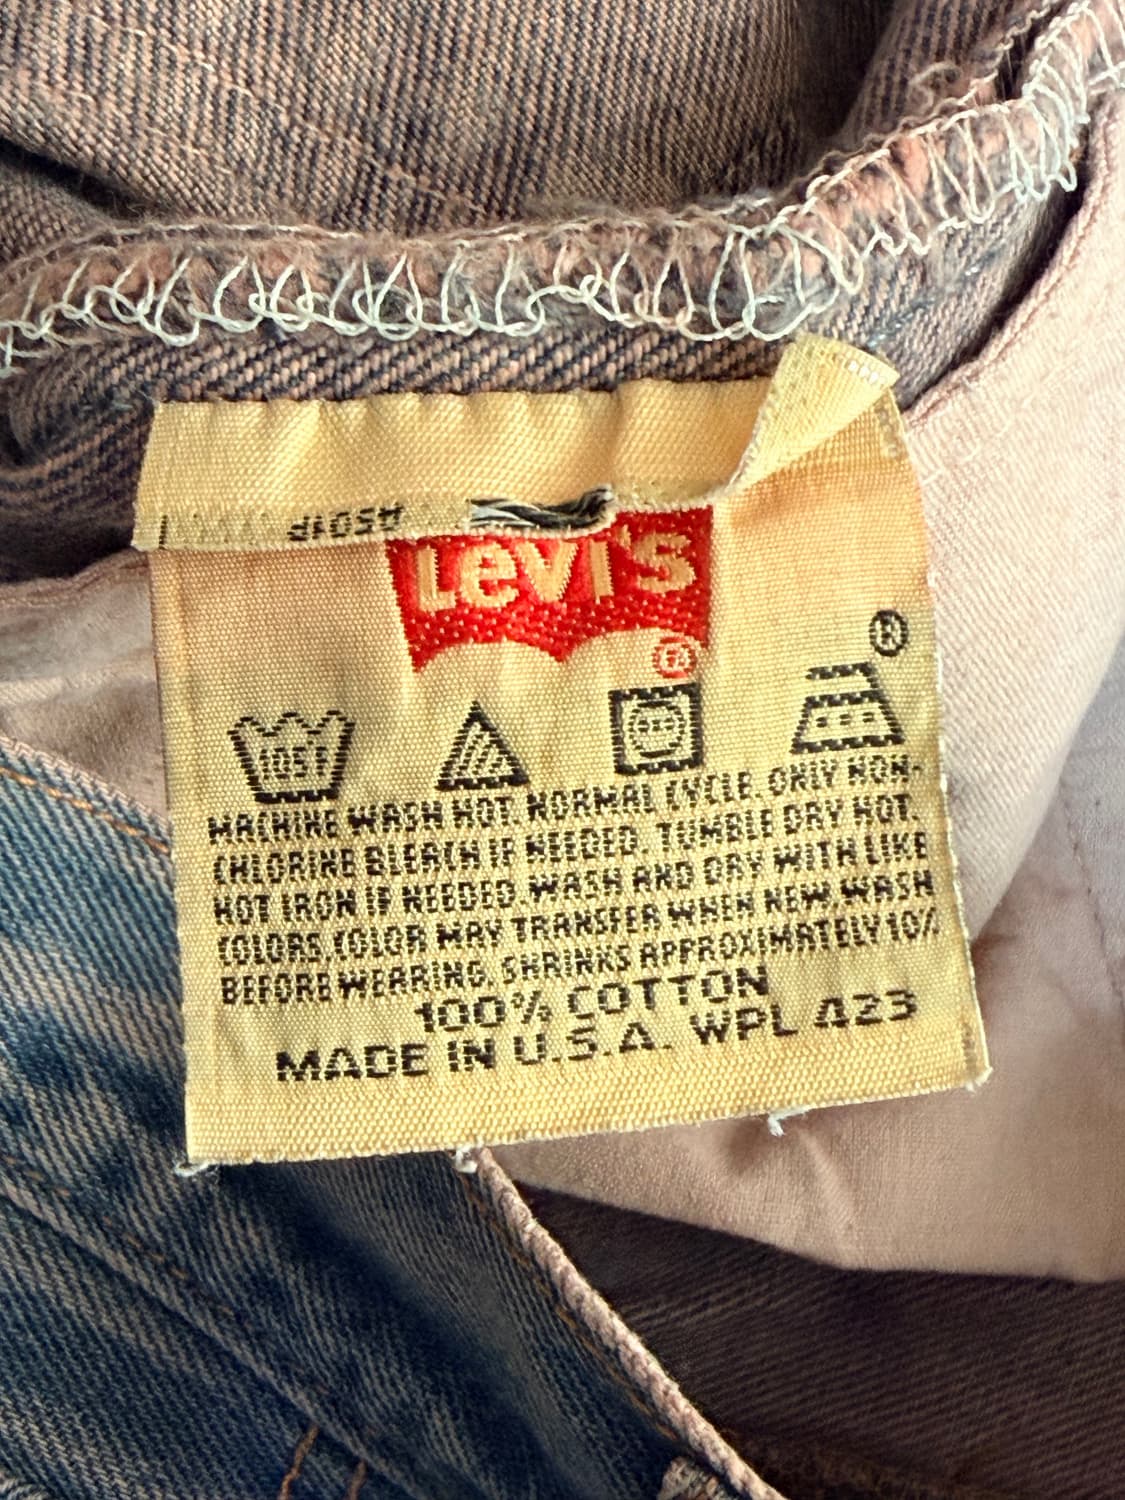 Levi's
®
®
105°F
MACHINE WASH HOT. NORMAL CYCLE. ONLY NON-
CHLORINE BLEACH IF NEEDED. TUMBLE DRY HOT.
HOT IRON IF NEEDED. WASH AND DRY WITH LIKE
COLORS. COLOR MAY TRANSFER WHEN NEW. WASH
BEFORE WEARING. SHRINKS APPROXIMATELY 10%
100% COTTON
MADE IN U.S.A. WPL 423